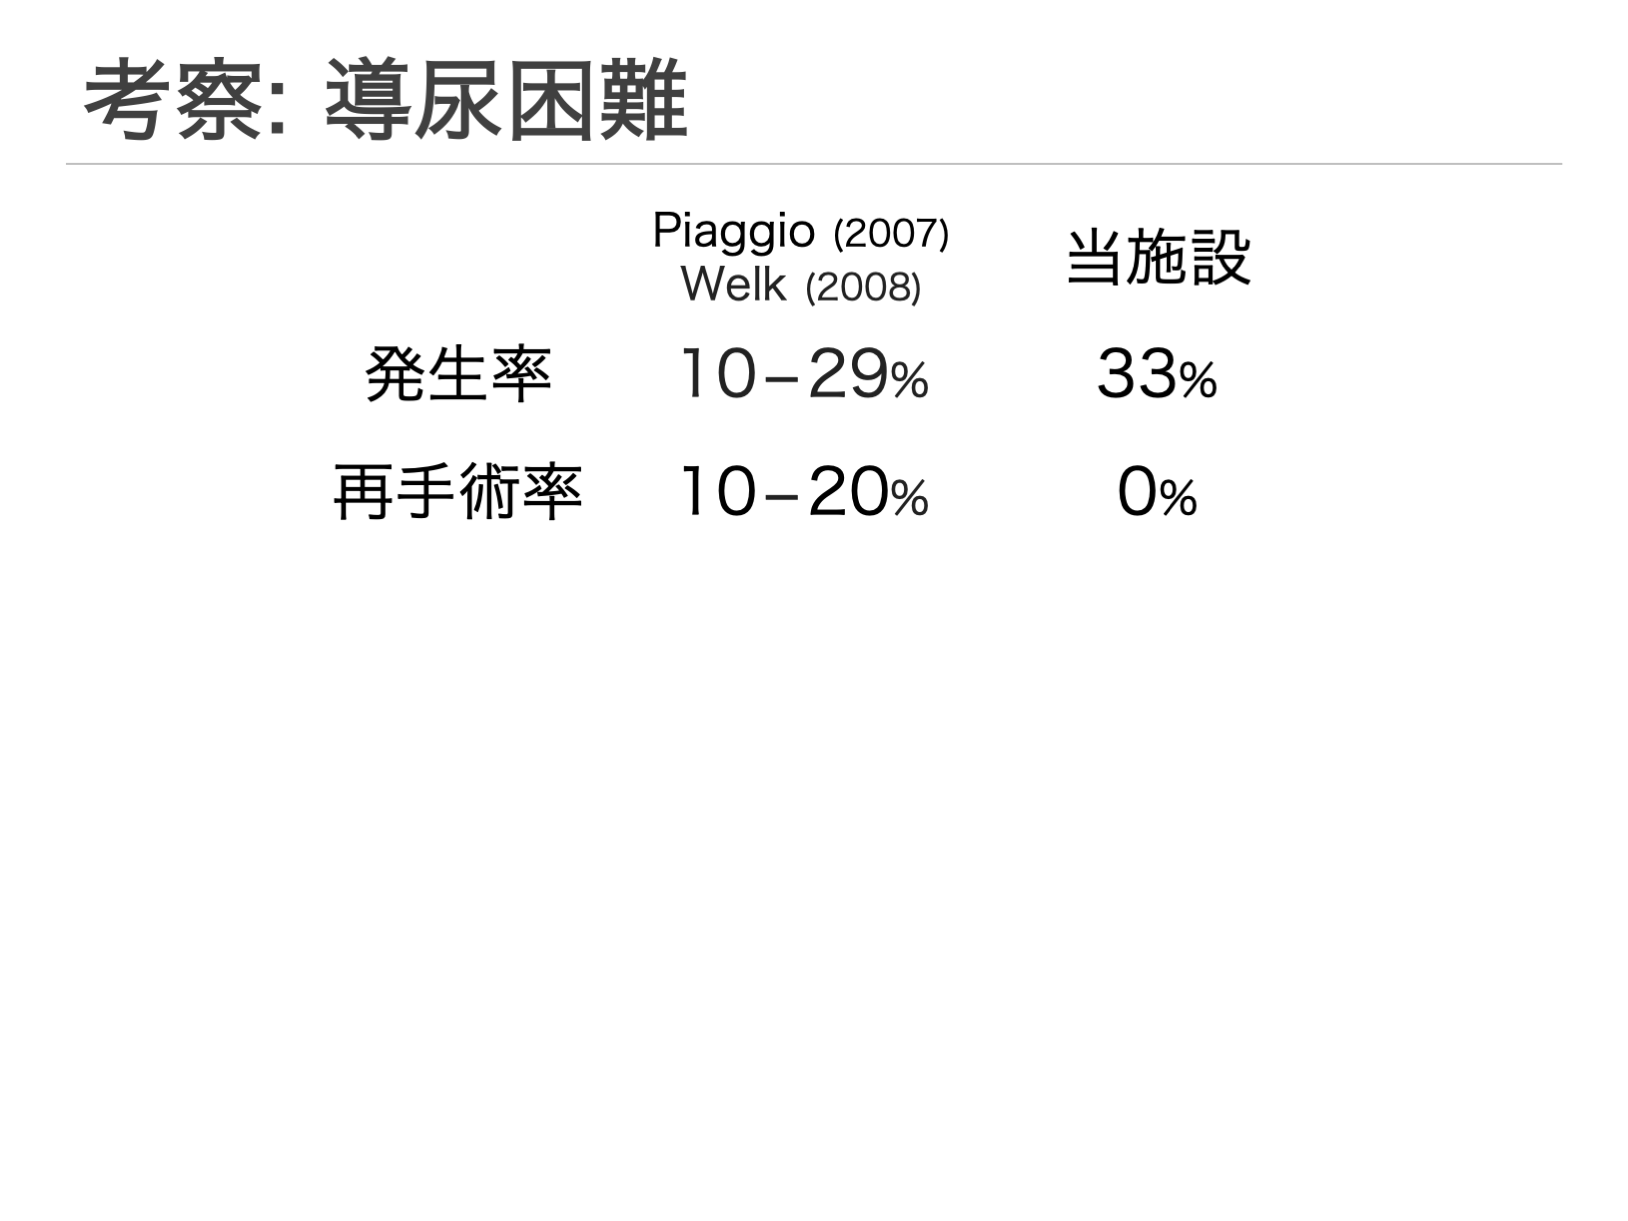 考察: 導尿困難
Piaggio (2007)
Welk (2008)
当施設
発生率 10–29% 33%
再手術率 10–20% 0%